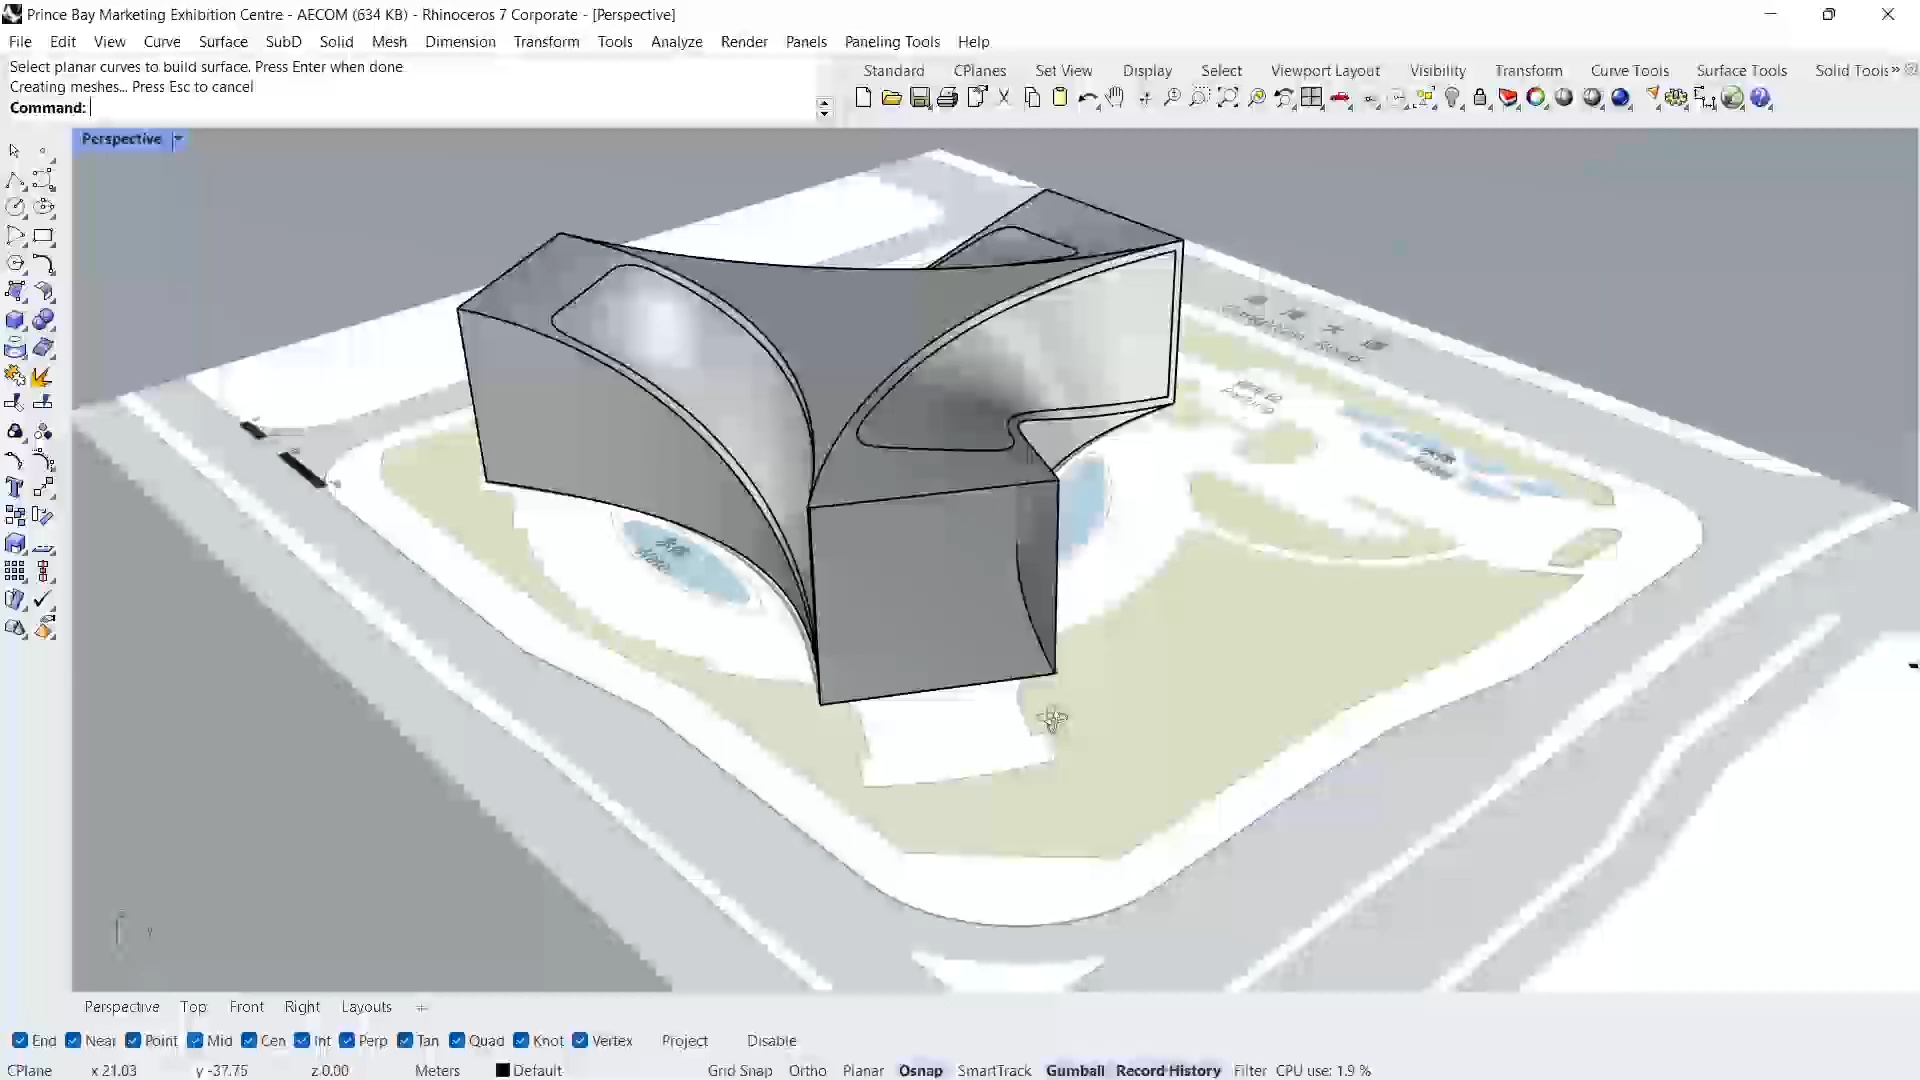 Prince Bay Marketing Exhibition Centre - AECOM (634 KB) - Rhinoceros 7 Corporate - [Perspective]
File Edit View Curve Surface SubD Solid Mesh Dimension Transform Tools Analyze Render Panels Paneling Tools Help
Select planar curves to build surface. Press Enter when done
Creating meshes... Press Esc to cancel
Command:
Standard CPlanes Set View Display Select Viewport Layout Visibility Transform Curve Tools Surface Tools Solid Tools »
Perspective
Perspective Top Front Right Layouts
End Near Point Mid Cen Int Perp Tan Quad Knot Vertex Project Disable
CPlane x 21.03 y -37.75 z 0.00 Meters Default Grid Snap Ortho Planar Osnap SmartTrack Gumball Record History Filter CPU use: 1.9 %